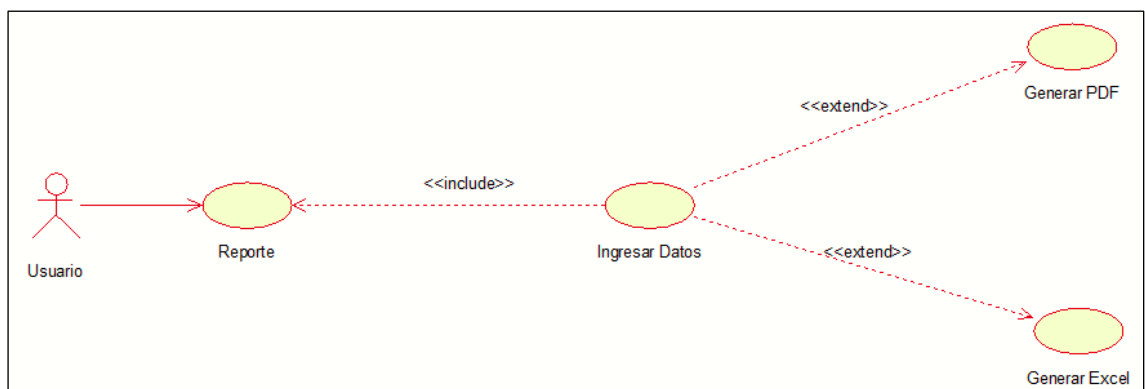 Generar PDF
<<extend>>
<<include>>
Reporte
Ingresar Datos
<<extend>>
Usuario
Generar Excel